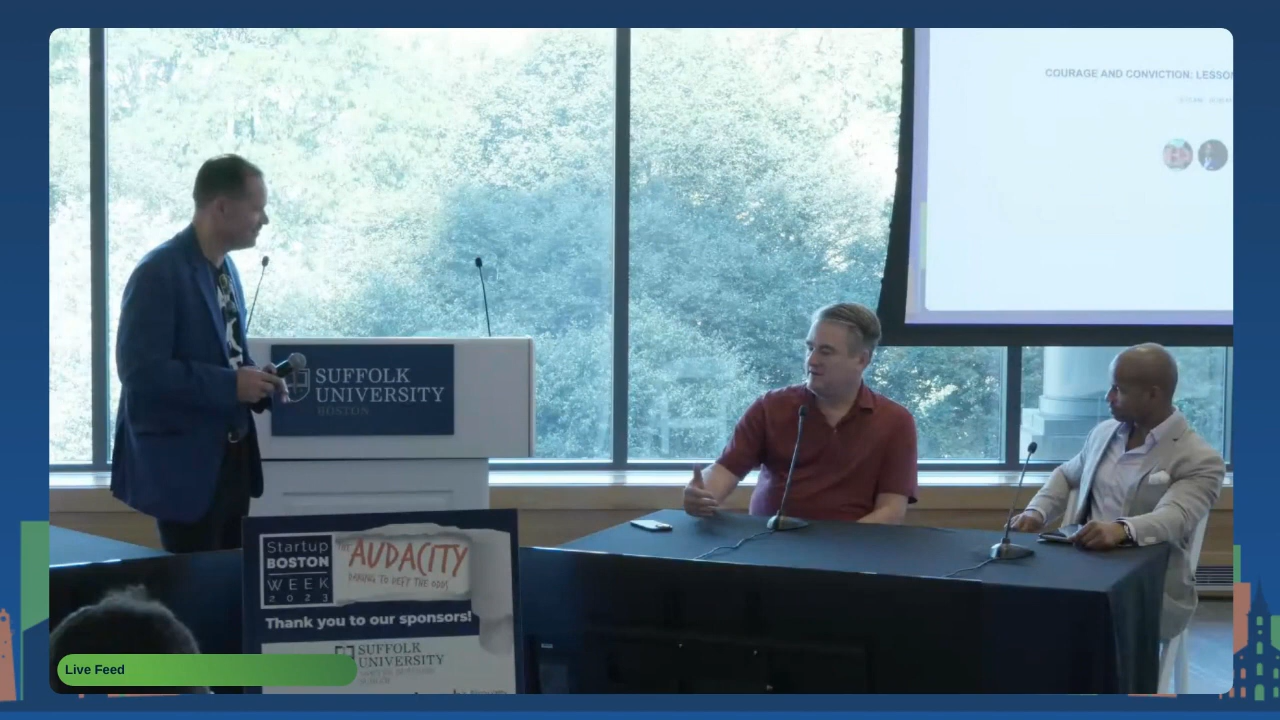 COURAGE AND CONVICTION: LESSO
SUFFOLK
UNIVERSITY
BOSTON
Startup
BOSTON
WEEK
2023
THE AUDACITY
DARING TO DEFY THE ODDS
Thank you to our sponsors!
SUFFOLK
UNIVERSITY
Live Feed